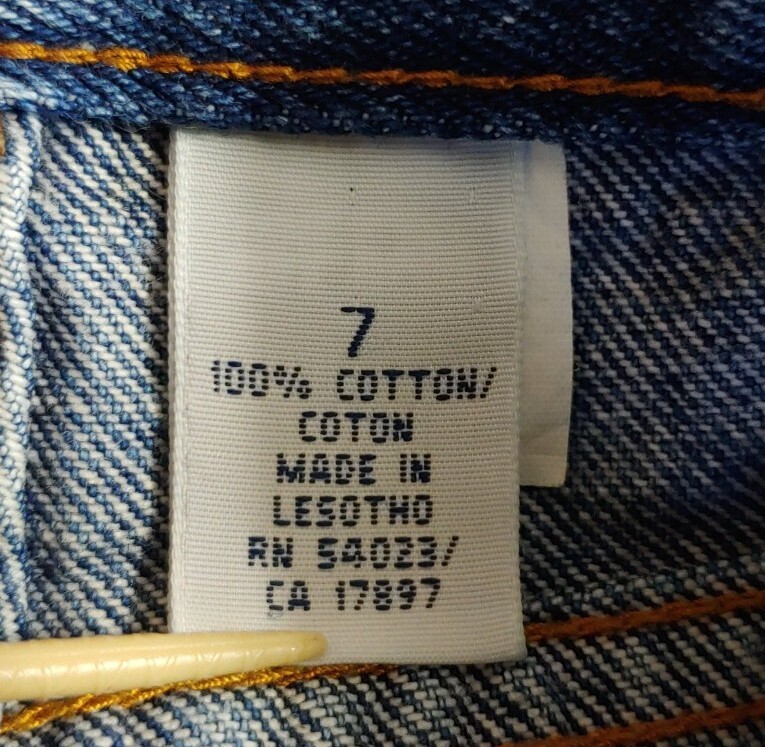 7
100% COTTON/
COTON
MADE IN
LESOTHO
RN 54023/
CA 17897